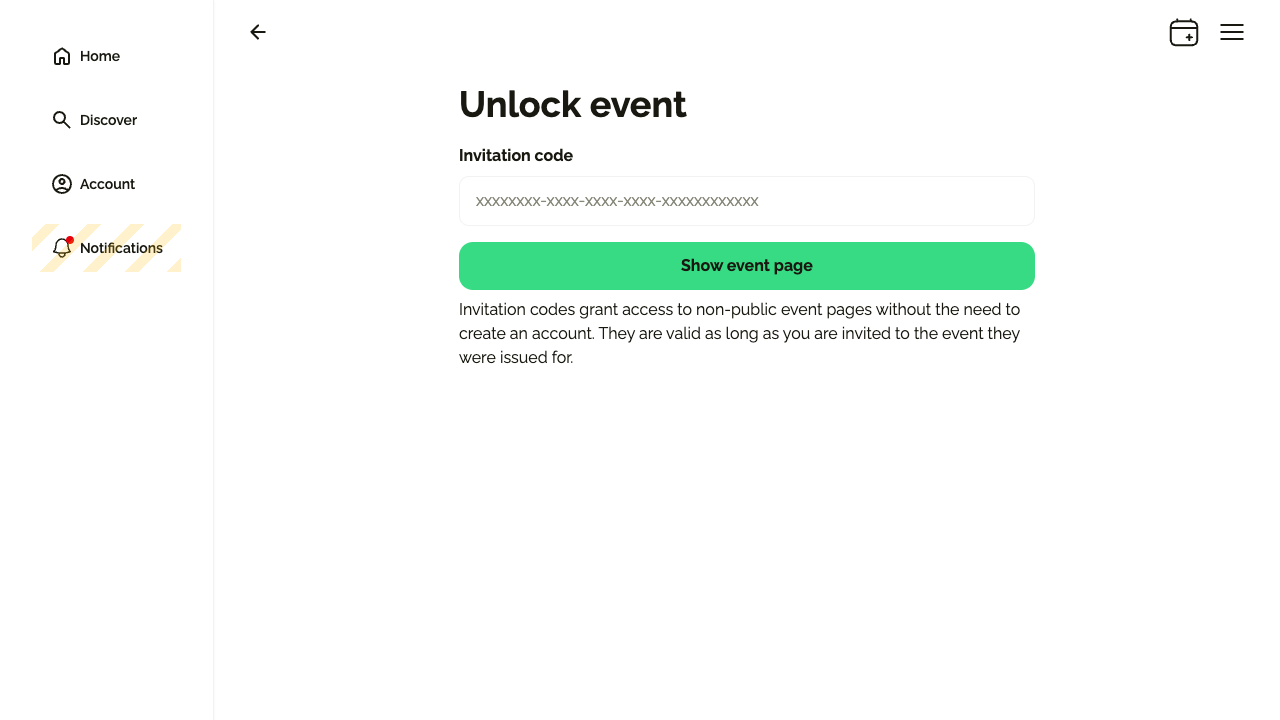 Home
Discover
Account
Notifications
Unlock event
Invitation code
xxxxxxxx-xxxx-xxxx-xxxx-xxxxxxxxxxxx
Show event page
Invitation codes grant access to non-public event pages without the need to
create an account. They are valid as long as you are invited to the event they
were issued for.